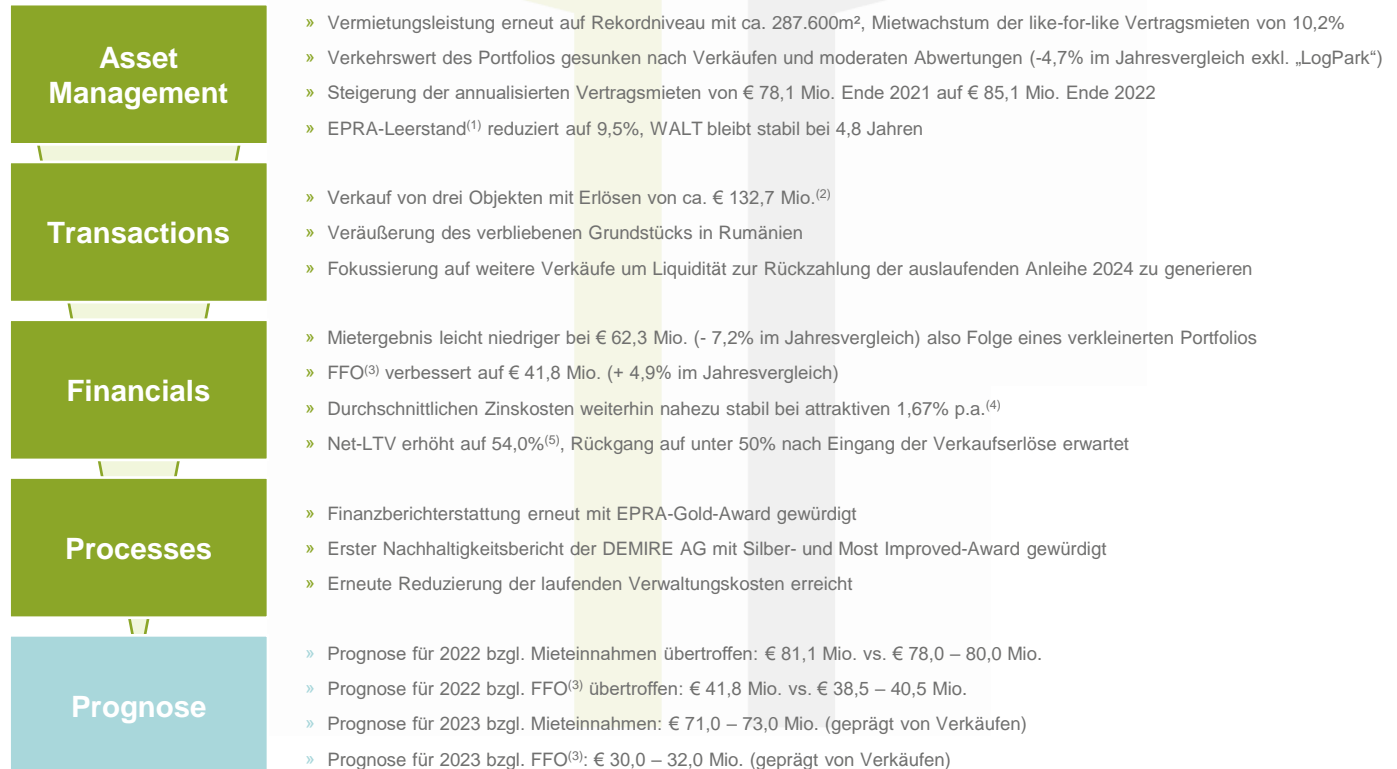 Asset
Management
» Vermietungsleistung erneut auf Rekordniveau mit ca. 287.600m², Mietwachstum der like-for-like Vertragsmieten von 10,2%
» Verkehrswert des Portfolios gesunken nach Verkäufen und moderaten Abwertungen (-4,7% im Jahresvergleich exkl. „LogPark“)
» Steigerung der annualisierten Vertragsmieten von € 78,1 Mio. Ende 2021 auf € 85,1 Mio. Ende 2022
» EPRA-Leerstand(1) reduziert auf 9,5%, WALT bleibt stabil bei 4,8 Jahren
Transactions
» Verkauf von drei Objekten mit Erlösen von ca. € 132,7 Mio.(2)
» Veräußerung des verbliebenen Grundstücks in Rumänien
» Fokussierung auf weitere Verkäufe um Liquidität zur Rückzahlung der auslaufenden Anleihe 2024 zu generieren
Financials
» Mietergebnis leicht niedriger bei € 62,3 Mio. (- 7,2% im Jahresvergleich) also Folge eines verkleinerten Portfolios
» FFO(3) verbessert auf € 41,8 Mio. (+ 4,9% im Jahresvergleich)
» Durchschnittlichen Zinskosten weiterhin nahezu stabil bei attraktiven 1,67% p.a.(4)
» Net-LTV erhöht auf 54,0%(5), Rückgang auf unter 50% nach Eingang der Verkaufserlöse erwartet
Processes
» Finanzberichterstattung erneut mit EPRA-Gold-Award gewürdigt
» Erster Nachhaltigkeitsbericht der DEMIRE AG mit Silber- und Most Improved-Award gewürdigt
» Erneute Reduzierung der laufenden Verwaltungskosten erreicht
Prognose
» Prognose für 2022 bzgl. Mieteinnahmen übertroffen: € 81,1 Mio. vs. € 78,0 – 80,0 Mio.
» Prognose für 2022 bzgl. FFO(3) übertroffen: € 41,8 Mio. vs. € 38,5 – 40,5 Mio.
» Prognose für 2023 bzgl. Mieteinnahmen: € 71,0 – 73,0 Mio. (geprägt von Verkäufen)
» Prognose für 2023 bzgl. FFO(3): € 30,0 – 32,0 Mio. (geprägt von Verkäufen)